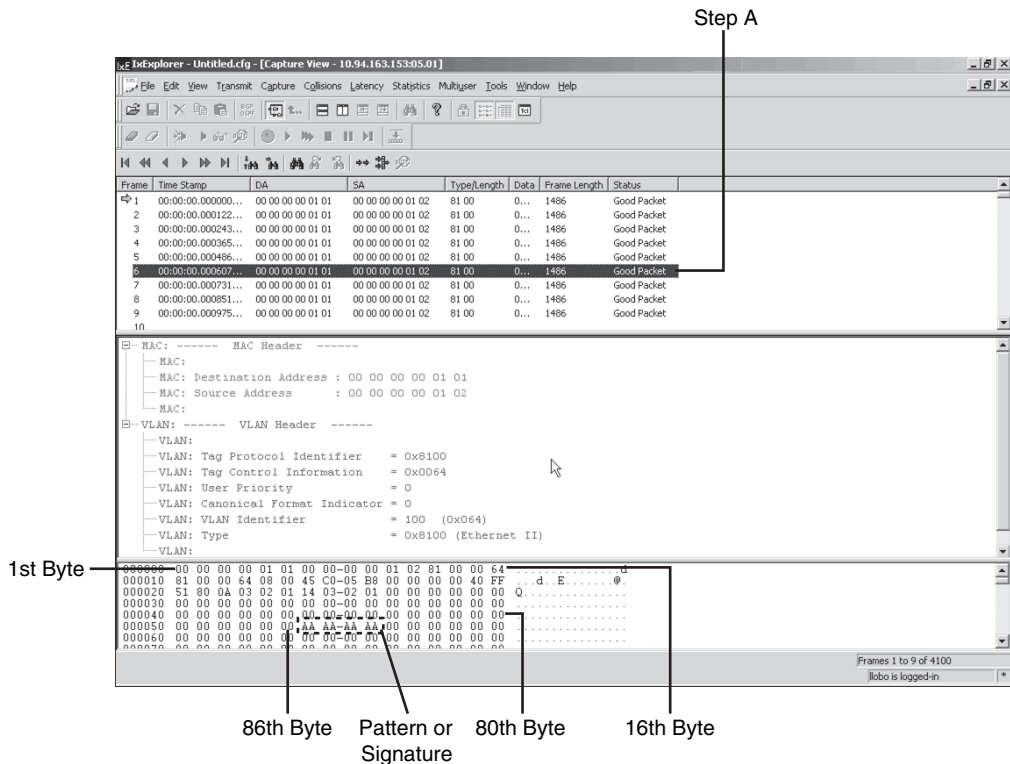 Step A
IxExplorer - Untitled.cfg - [Capture View - 10.94.163.153:05.01]
File Edit View Transmit Capture Collisions Latency Statistics Multiuser Tools Window Help
Frame Time Stamp DA SA Type/Length Data Frame Length Status
1 00:00:00.000000... 00 00 00 00 01 01 00 00 00 00 01 02 81 00 0... 1486 Good Packet
2 00:00:00.000122... 00 00 00 00 01 01 00 00 00 00 01 02 81 00 0... 1486 Good Packet
3 00:00:00.000243... 00 00 00 00 01 01 00 00 00 00 01 02 81 00 0... 1486 Good Packet
4 00:00:00.000365... 00 00 00 00 01 01 00 00 00 00 01 02 81 00 0... 1486 Good Packet
5 00:00:00.000486... 00 00 00 00 01 01 00 00 00 00 01 02 81 00 0... 1486 Good Packet
6 00:00:00.000607... 00 00 00 00 01 01 00 00 00 00 01 02 81 00 0... 1486 Good Packet
7 00:00:00.000731... 00 00 00 00 01 01 00 00 00 00 01 02 81 00 0... 1486 Good Packet
8 00:00:00.000851... 00 00 00 00 01 01 00 00 00 00 01 02 81 00 0... 1486 Good Packet
9 00:00:00.000975... 00 00 00 00 01 01 00 00 00 00 01 02 81 00 0... 1486 Good Packet
10
MAC: ------ MAC Header ------
MAC:
MAC: Destination Address : 00 00 00 00 01 01
MAC: Source Address : 00 00 00 00 01 02
MAC:
VLAN: ------ VLAN Header ------
VLAN:
VLAN: Tag Protocol Identifier = 0x8100
VLAN: Tag Control Information = 0x0064
VLAN: User Priority = 0
VLAN: Canonical Format Indicator = 0
VLAN: VLAN Identifier = 100 (0x064)
VLAN: Type = 0x8100 (Ethernet II)
VLAN:
1st Byte
000000 00 00 00 00 01 01 00 00-00 00 01 02 81 00 00 64 ...............d
000010 81 00 00 64 08 00 45 C0-05 B8 00 00 00 00 40 FF ...d..E.......@.
000020 51 80 0A 03 02 01 14 03-02 01 00 00 00 00 00 00 Q...............
000030 00 00 00 00 00 00 00 00-00 00 00 00 00 00 00 00 ................
000040 00 00 00 00 00 00 00 00-00 00 00 00 00 00 00 00 ................
000050 00 00 00 00 00 00 AA AA-AA AA 00 00 00 00 00 00 ................
000060 00 00 00 00 00 00 00 00-00 00 00 00 00 00 00 00 ................
000070 00 00 00 00 00 00 00 00-00 00 00 00 00 00 00 00
Frames 1 to 9 of 4100
llobo is logged-in *
86th Byte Pattern or Signature 80th Byte 16th Byte